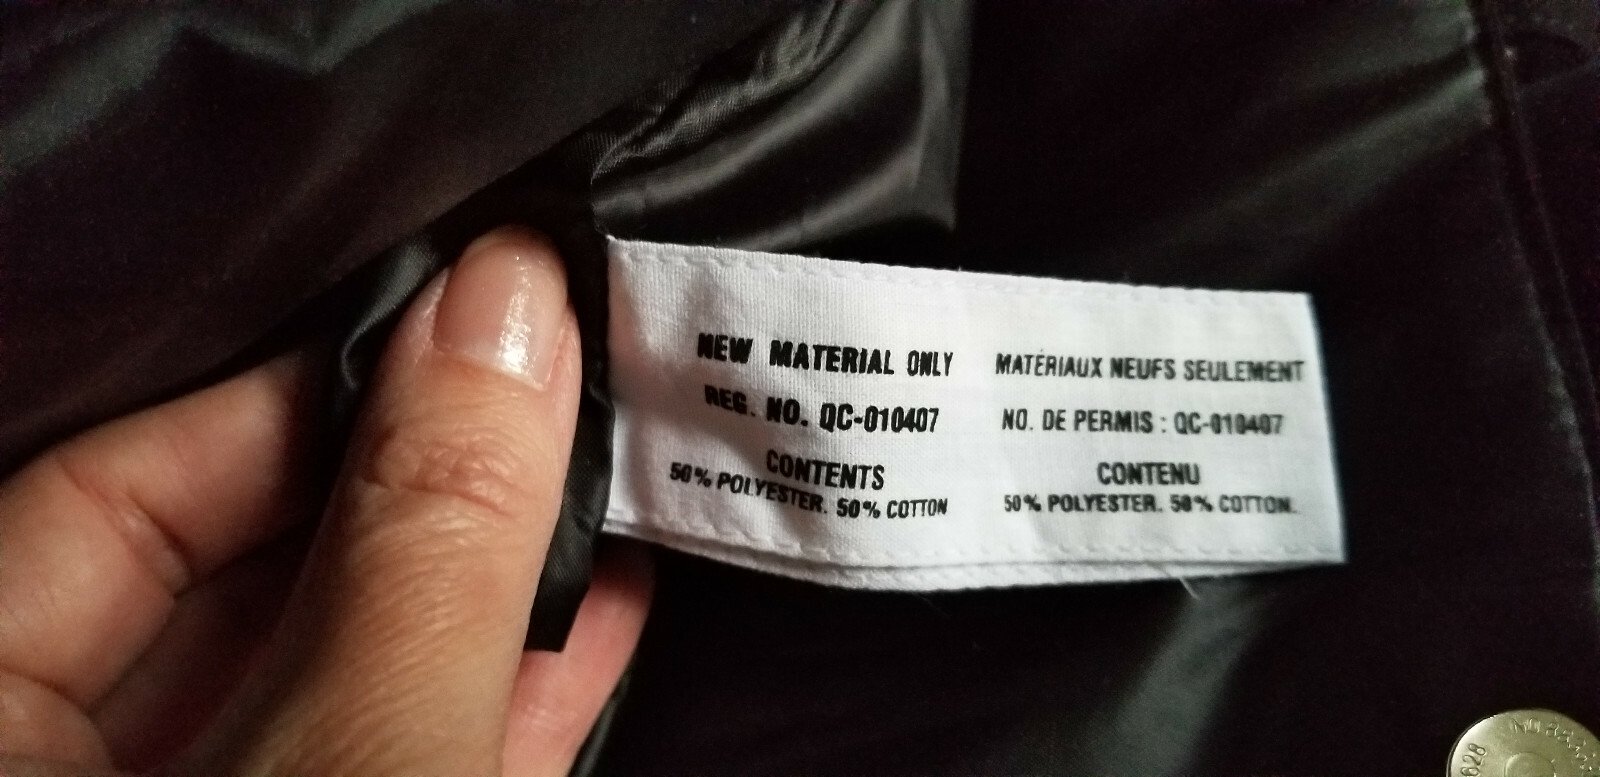 NEW MATERIAL ONLY
REG. NO. QC-010407
CONTENTS
50% POLYESTER. 50% COTTON
MATÉRIAUX NEUFS SEULEMENT
NO. DE PERMIS : QC-010407
CONTENU
50% POLYESTER. 50% COTTON.
628